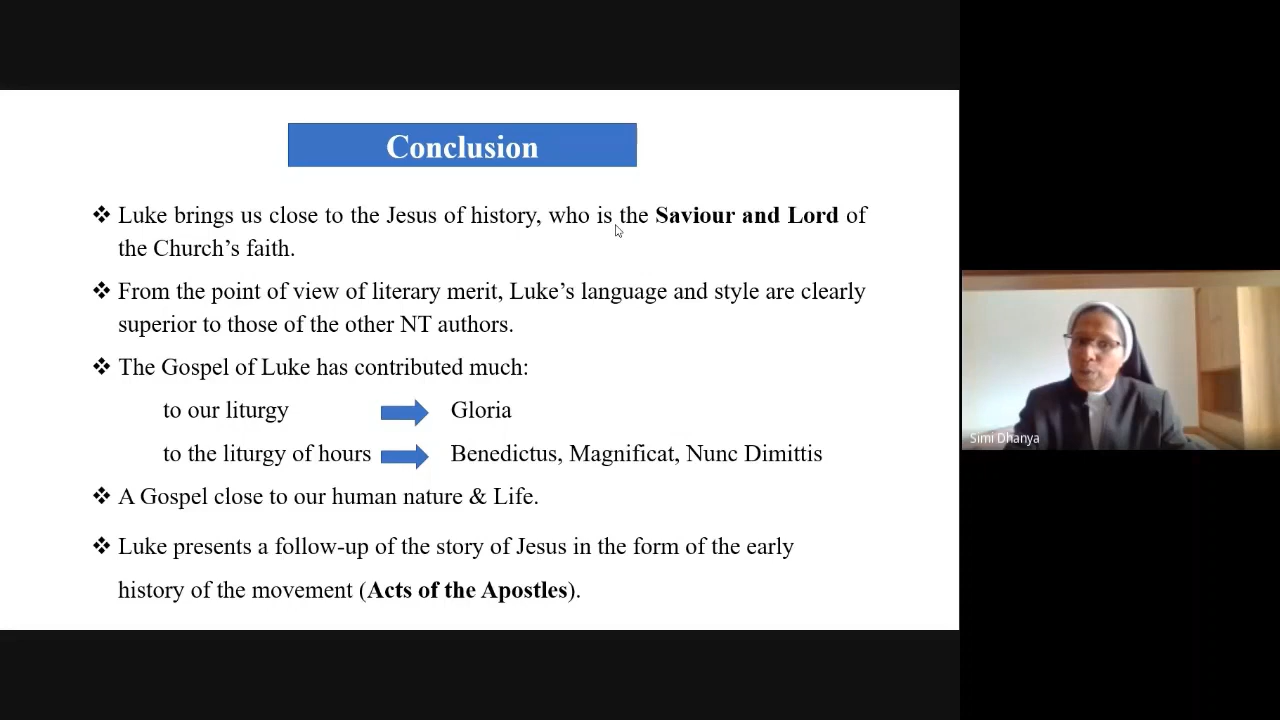 Conclusion
❖ Luke brings us close to the Jesus of history, who is the Saviour and Lord of
the Church’s faith.
❖ From the point of view of literary merit, Luke’s language and style are clearly
superior to those of the other NT authors.
❖ The Gospel of Luke has contributed much:
to our liturgy Gloria
to the liturgy of hours Benedictus, Magnificat, Nunc Dimittis
❖ A Gospel close to our human nature & Life.
❖ Luke presents a follow-up of the story of Jesus in the form of the early
history of the movement (Acts of the Apostles).
Simi Dhanya